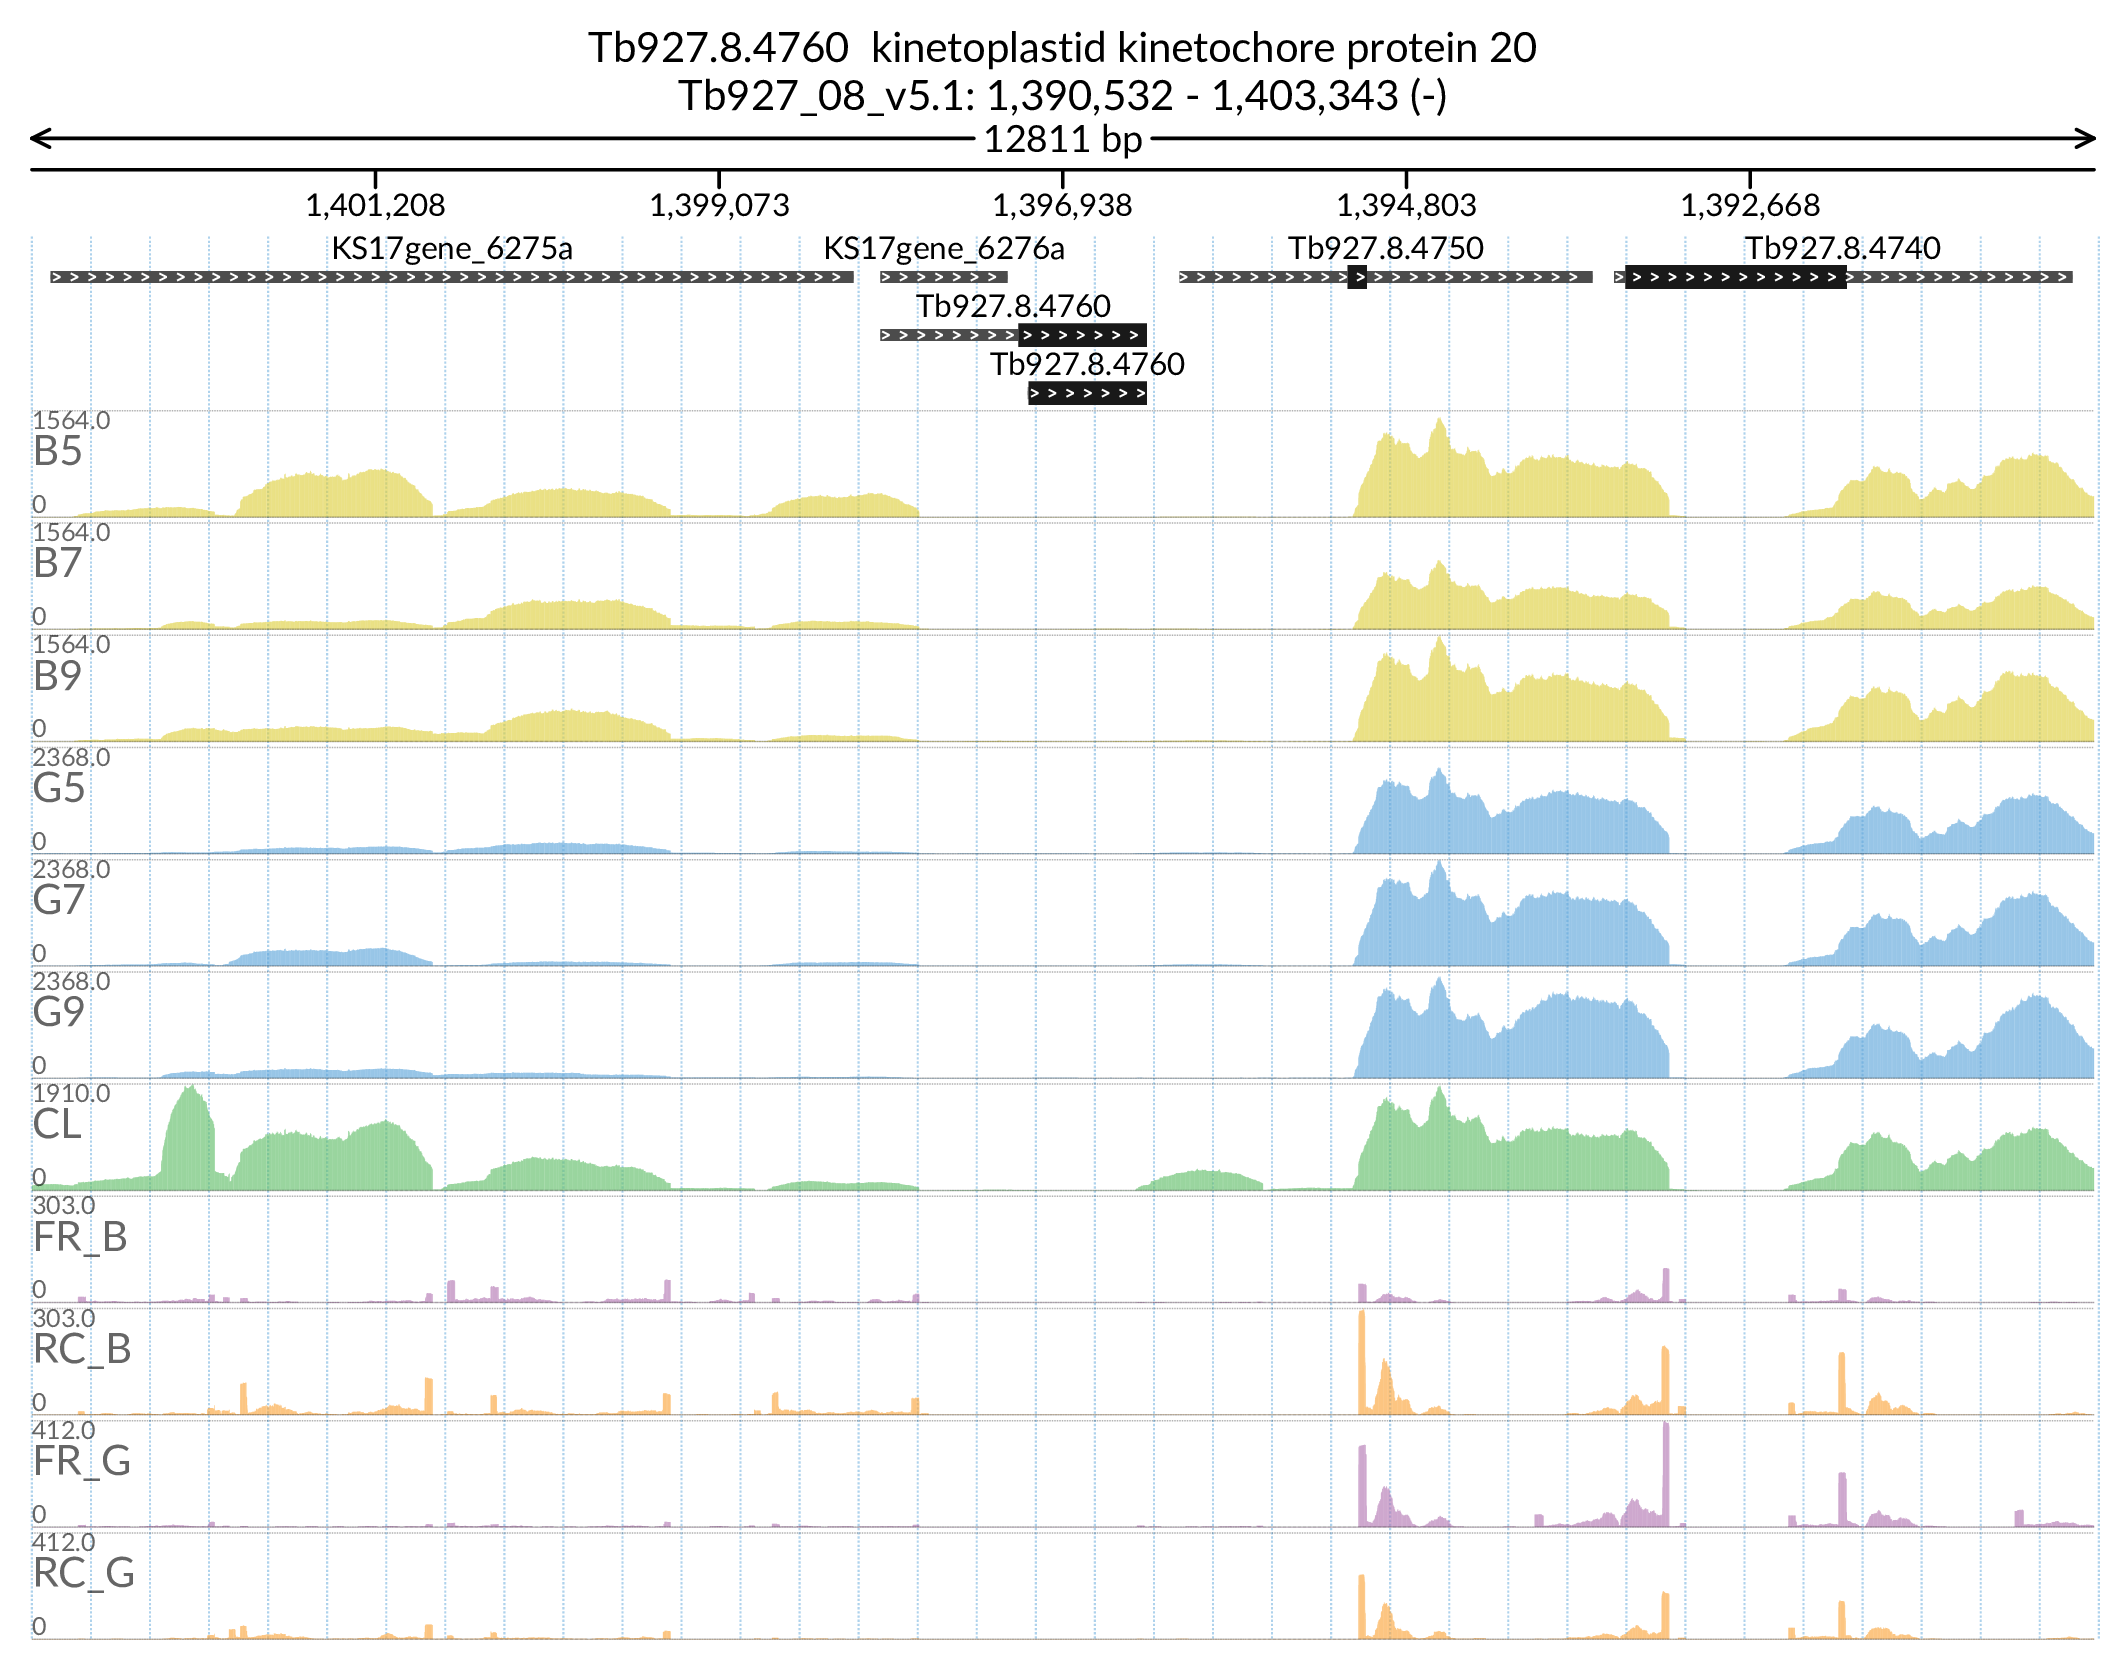 Tb927.8.4760  kinetoplastid kinetochore protein 20
Tb927_08_v5.1: 1,390,532 - 1,403,343 (-)
12811 bp
1,401,208 1,399,073 1,396,938 1,394,803 1,392,668
KS17gene_6275a KS17gene_6276a Tb927.8.4750 Tb927.8.4740
Tb927.8.4760
Tb927.8.4760
1564.0
B5
0
1564.0
B7
0
1564.0
B9
0
2368.0
G5
0
2368.0
G7
0
2368.0
G9
0
1910.0
CL
0
303.0
FR_B
0
303.0
RC_B
0
412.0
FR_G
0
412.0
RC_G
0